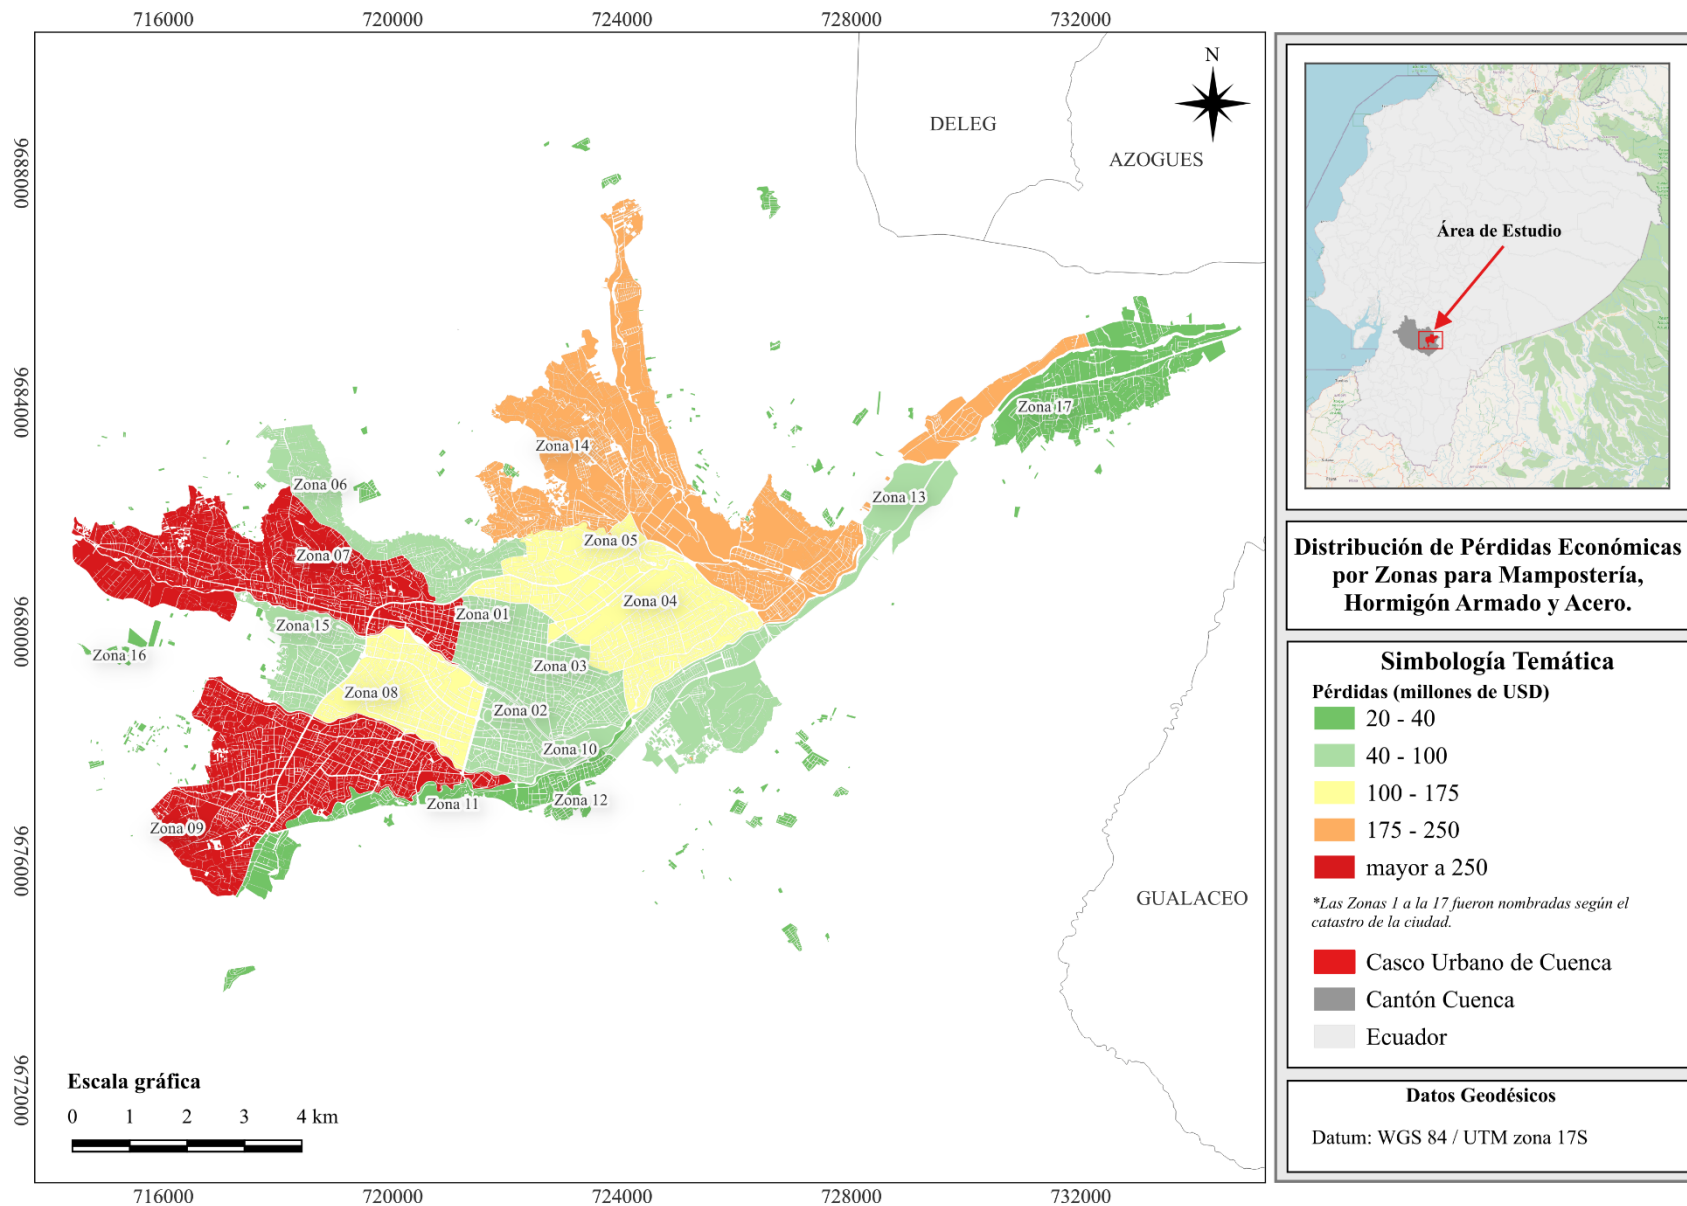 716000
720000
724000
728000
732000
9688000
9684000
9680000
9676000
9672000
N
DELEG
AZOGUES
GUALACEO
Zona 17
Zona 14
Zona 06
Zona 13
Zona 05
Zona 07
Zona 04
Zona 01
Zona 15
Zona 16
Zona 03
Zona 08
Zona 02
Zona 10
Zona 11
Zona 12
Zona 09
Escala gráfica
0 1 2 3 4 km
716000
720000
724000
728000
732000
Área de Estudio
Distribución de Pérdidas Económicas
por Zonas para Mampostería,
Hormigón Armado y Acero.
Simbología Temática
Pérdidas (millones de USD)
20 - 40
40 - 100
100 - 175
175 - 250
mayor a 250
*Las Zonas 1 a la 17 fueron nombradas según el
catastro de la ciudad.
Casco Urbano de Cuenca
Cantón Cuenca
Ecuador
Datos Geodésicos
Datum: WGS 84 / UTM zona 17S